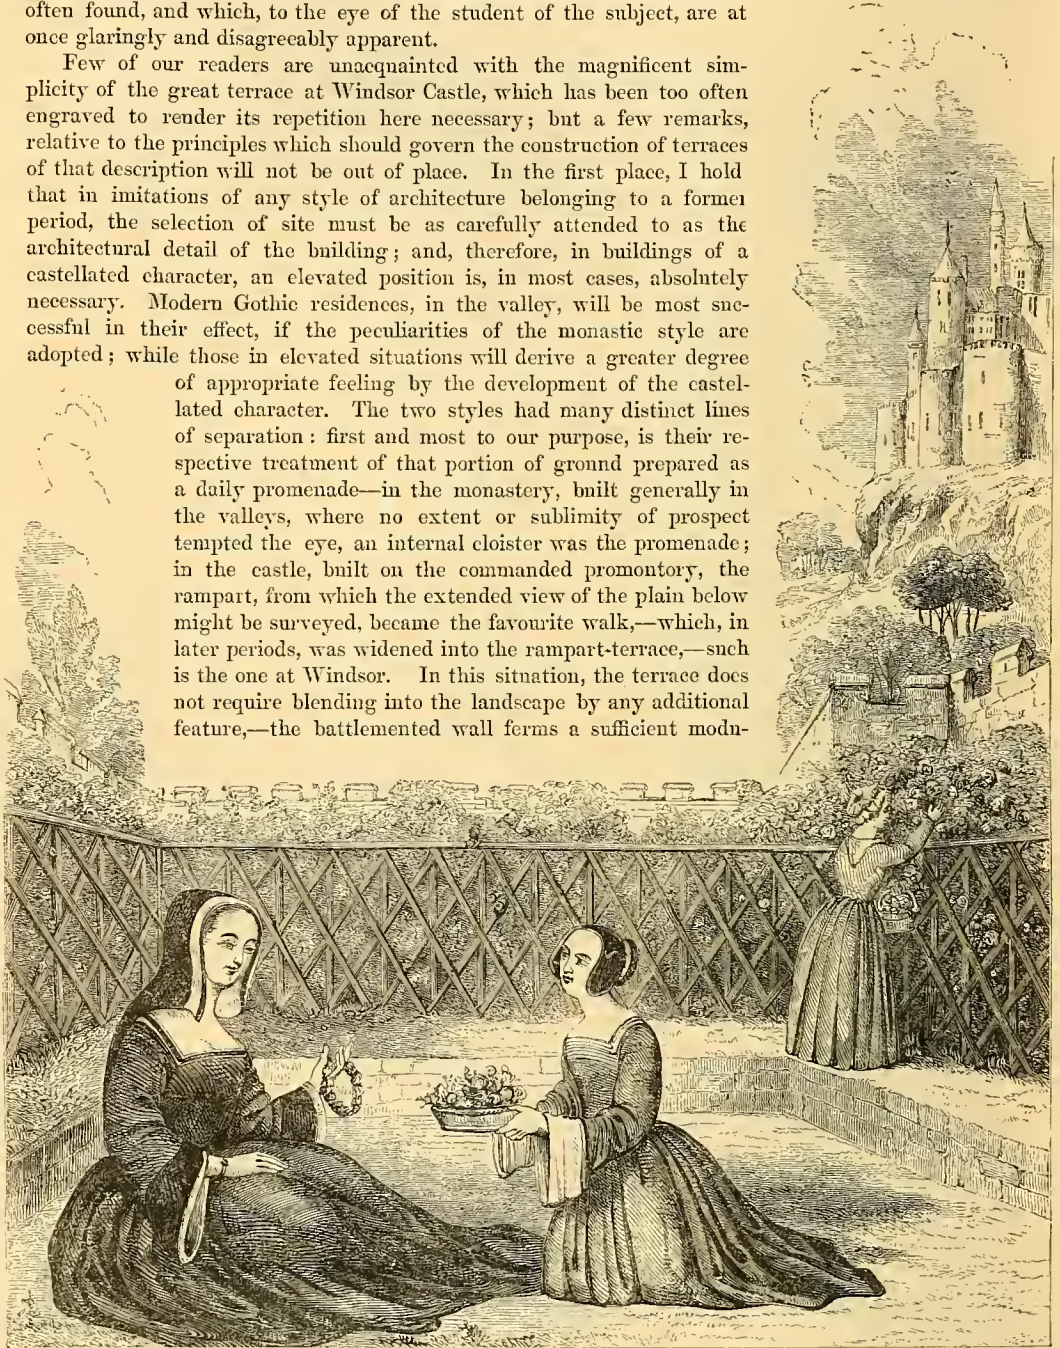 often found, and which, to the eye of the student of the subject, are at
once glaringly and disagreeably apparent.
Few of our readers are unacquainted with the magnificent sim-
plicity of the great terrace at Windsor Castle, which has been too often
engraved to render its repetition here necessary; but a few remarks,
relative to the principles which should govern the construction of terraces
of that description will not be out of place. In the first place, I hold
that in imitations of any style of architecture belonging to a former
period, the selection of site must be as carefully attended to as the
architectural detail of the building; and, therefore, in buildings of a
castellated character, an elevated position is, in most cases, absolutely
necessary. Modern Gothic residences, in the valley, will be most suc-
cessful in their effect, if the peculiarities of the monastic style are
adopted; while those in elevated situations will derive a greater degree
of appropriate feeling by the development of the castel-
lated character. The two styles had many distinct lines
of separation: first and most to our purpose, is their re-
spective treatment of that portion of ground prepared as
a daily promenade—in the monastery, built generally in
the valleys, where no extent or sublimity of prospect
tempted the eye, an internal cloister was the promenade;
in the castle, built on the commanded promontory, the
rampart, from which the extended view of the plain below
might be surveyed, became the favourite walk,—which, in
later periods, was widened into the rampart-terrace,—such
is the one at Windsor. In this situation, the terrace does
not require blending into the landscape by any additional
feature,—the battlemented wall forms a sufficient modu-